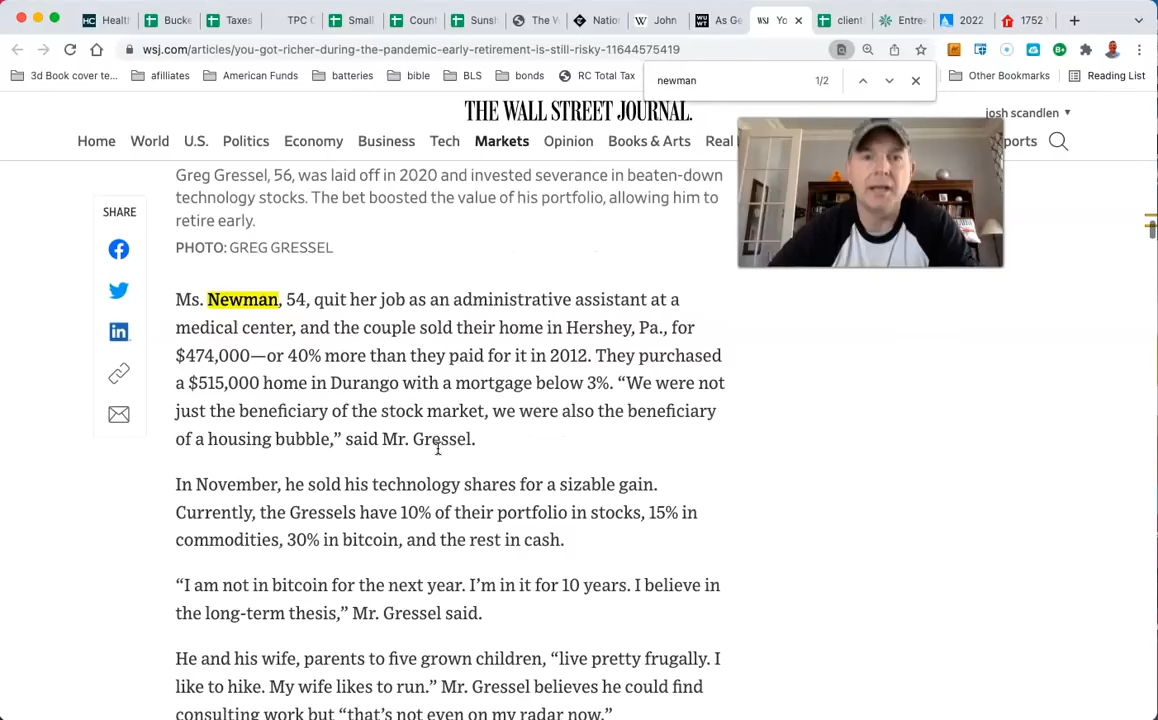 Healt
Bucke
Taxes
TPC (
Small
Count
Sunsh
The V
Natio
John
As Ge
Yo
client
Entre
2022
1752
wsj.com/articles/you-got-richer-during-the-pandemic-early-retirement-is-still-risky-11644575419
3d Book cover te...
afiliates
American Funds
batteries
bible
BLS
bonds
RC Total Tax
Other Bookmarks
Reading List
newman
1/2
THE WALL STREET JOURNAL.
josh scandlen
Home
World
U.S.
Politics
Economy
Business
Tech
Markets
Opinion
Books & Arts
Real
ports
SHARE
Greg Gressel, 56, was laid off in 2020 and invested severance in beaten-down
technology stocks. The bet boosted the value of his portfolio, allowing him to
retire early.
PHOTO: GREG GRESSEL
Ms. Newman, 54, quit her job as an administrative assistant at a
medical center, and the couple sold their home in Hershey, Pa., for
$474,000—or 40% more than they paid for it in 2012. They purchased
a $515,000 home in Durango with a mortgage below 3%. “We were not
just the beneficiary of the stock market, we were also the beneficiary
of a housing bubble,” said Mr. Gressel.
In November, he sold his technology shares for a sizable gain.
Currently, the Gressels have 10% of their portfolio in stocks, 15% in
commodities, 30% in bitcoin, and the rest in cash.
“I am not in bitcoin for the next year. I’m in it for 10 years. I believe in
the long-term thesis,” Mr. Gressel said.
He and his wife, parents to five grown children, “live pretty frugally. I
like to hike. My wife likes to run.” Mr. Gressel believes he could find
consulting work but “that’s not even on my radar now.”